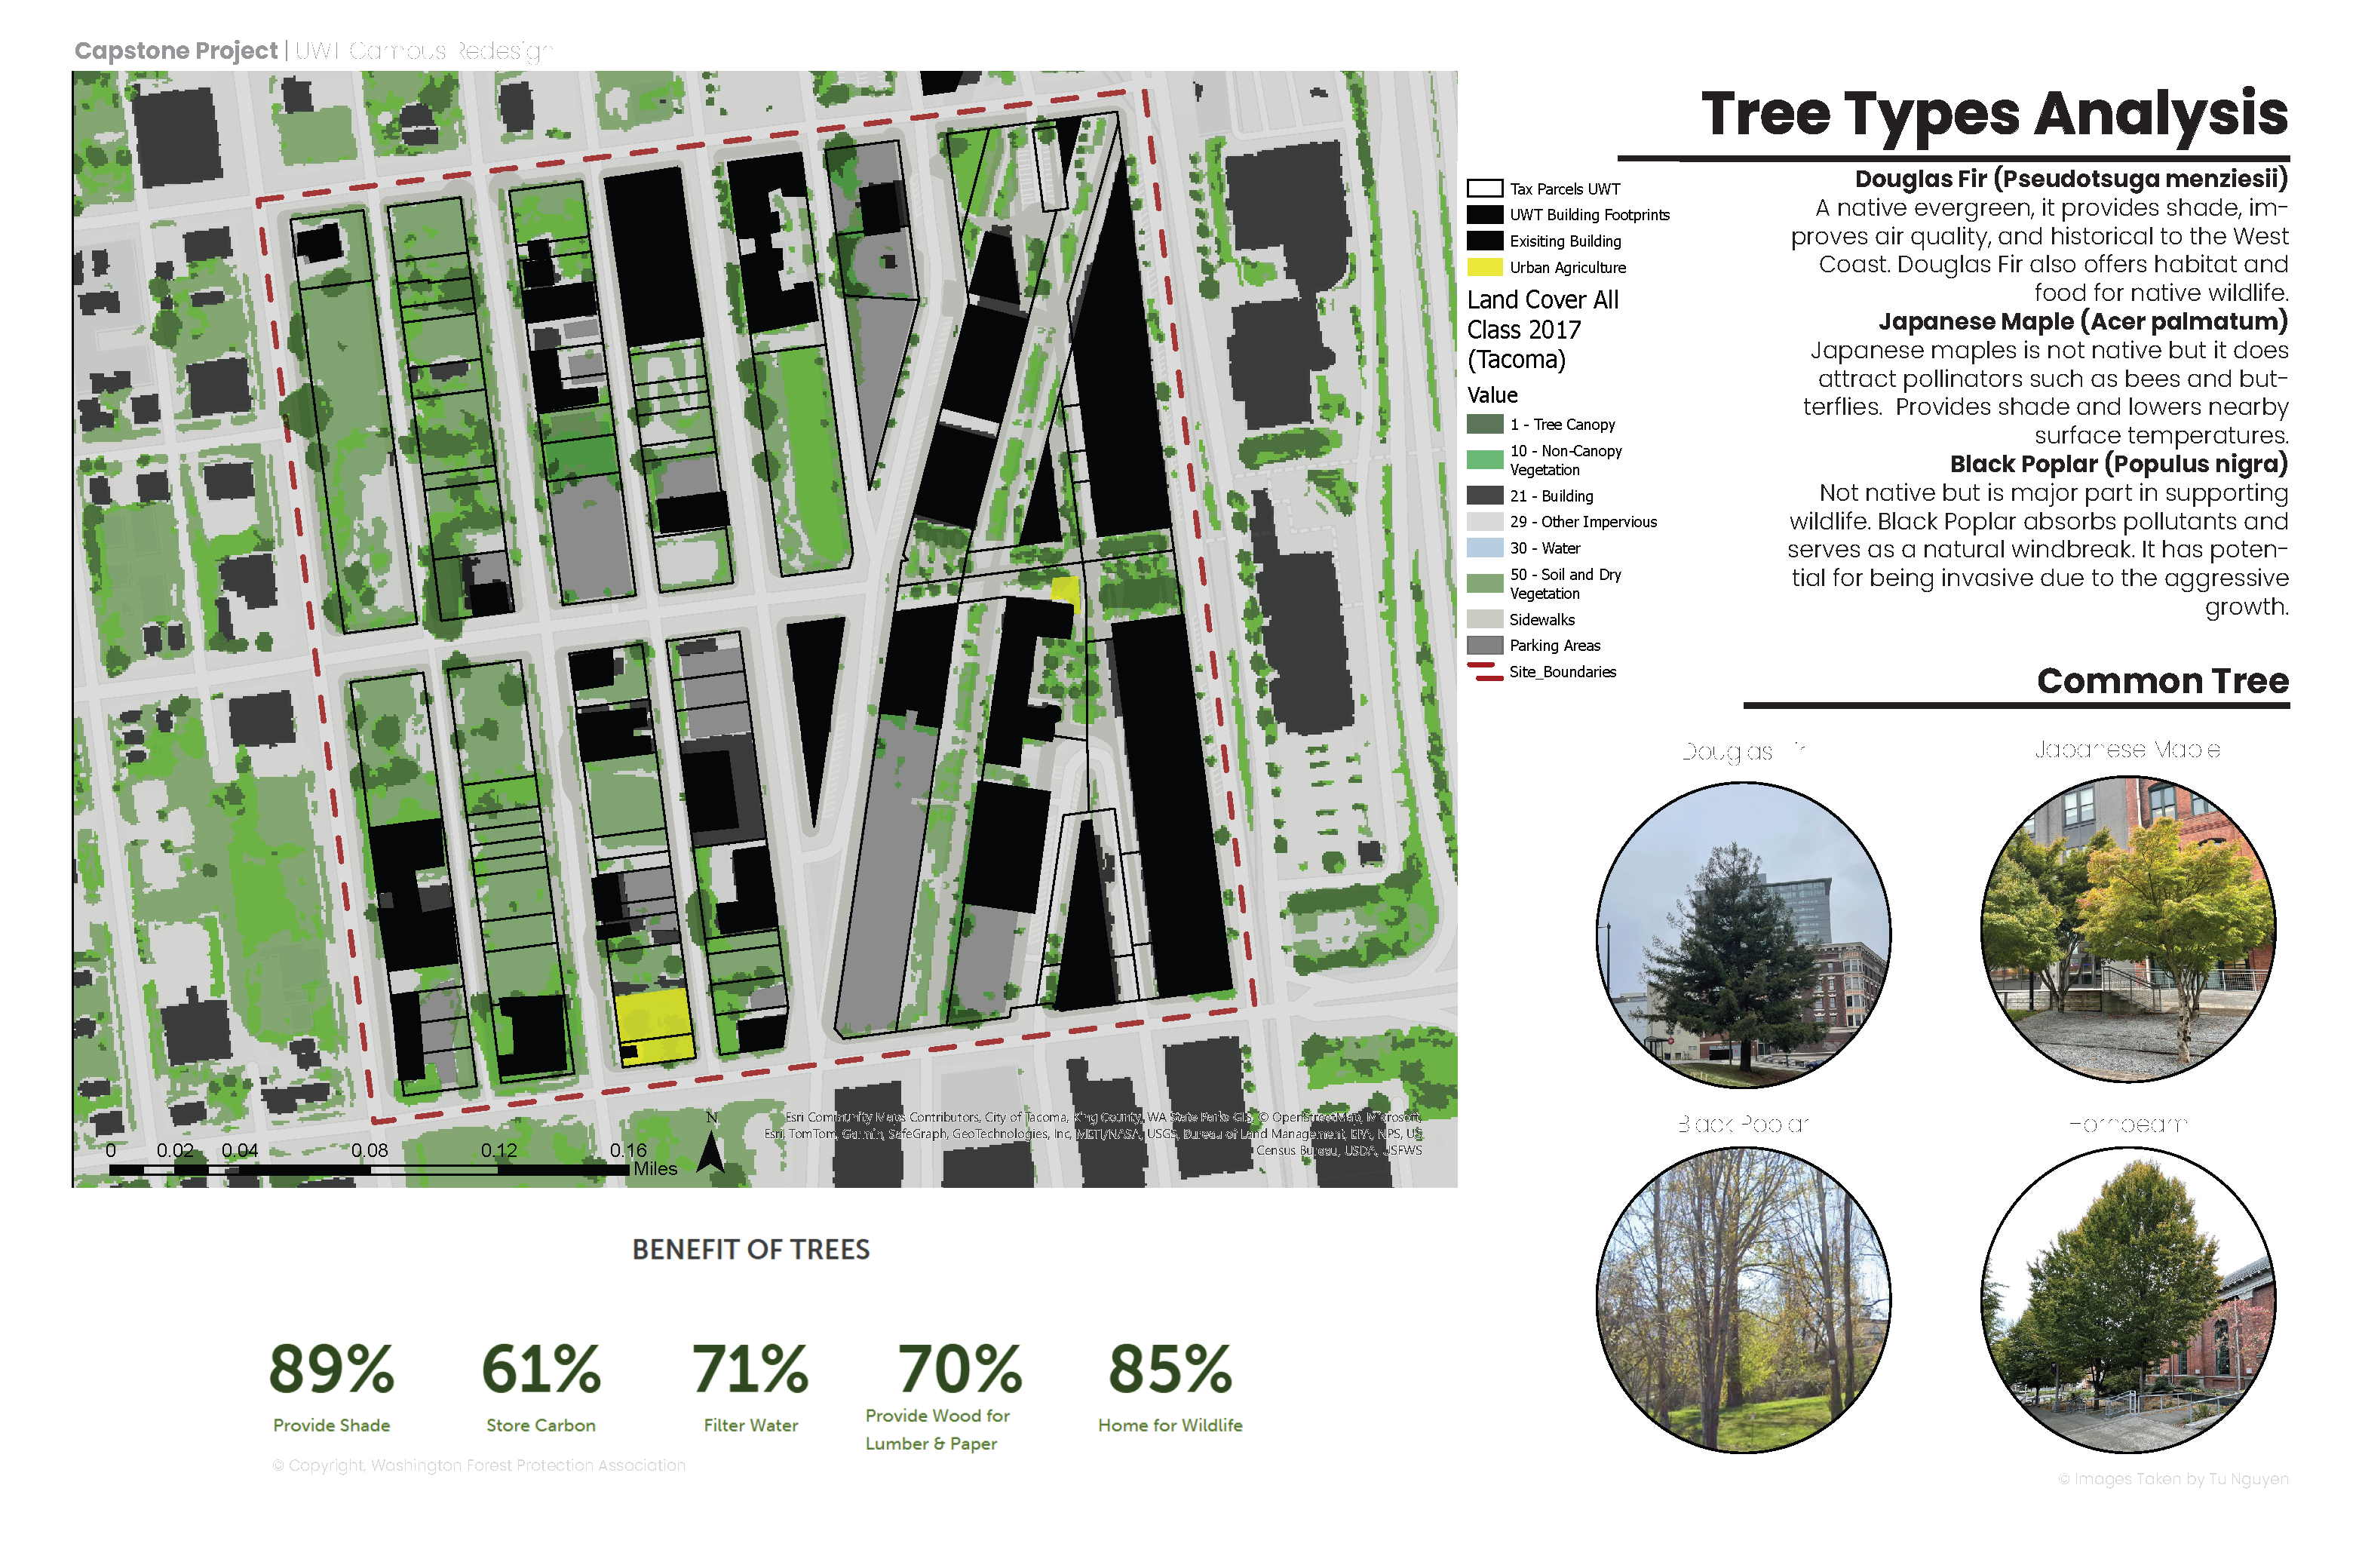 Capstone Project | UWT Campus Redesign
Tree Types Analysis
Douglas Fir (Pseudotsuga menziesii)
A native evergreen, it provides shade, im-
proves air quality, and historical to the West
Coast. Douglas Fir also offers habitat and
food for native wildlife.
Japanese Maple (Acer palmatum)
Japanese maples is not native but it does
attract pollinators such as bees and but-
terflies. Provides shade and lowers nearby
surface temperatures.
Black Poplar (Populus nigra)
Not native but is major part in supporting
wildlife. Black Poplar absorbs pollutants and
serves as a natural windbreak. It has poten-
tial for being invasive due to the aggressive
growth.
Tax Parcels UWT
UWT Building Footprints
Exisiting Building
Urban Agriculture
Land Cover All
Class 2017
(Tacoma)
Value
1 - Tree Canopy
10 - Non-Canopy
Vegetation
21 - Building
29 - Other Impervious
30 - Water
50 - Soil and Dry
Vegetation
Sidewalks
Parking Areas
Site_Boundaries
Common Tree
Douglas Fir
Japanese Maple
Black Poplar
Hornbeam
N
0 0.02 0.04 0.08 0.12 0.16
Miles
Esri Community Maps Contributors, City of Tacoma, King County, WA State Parks GIS, © OpenStreetMap, Microsoft,
Esri, TomTom, Garmin, SafeGraph, GeoTechnologies, Inc, METI/NASA, USGS, Bureau of Land Management, EPA, NPS, US
Census Bureau, USDA, USFWS
BENEFIT OF TREES
89% 61% 71% 70% 85%
Provide Shade
Store Carbon
Filter Water
Provide Wood for
Lumber & Paper
Home for Wildlife
© Copyright, Washington Forest Protection Association
© Images Taken by Tu Nguyen